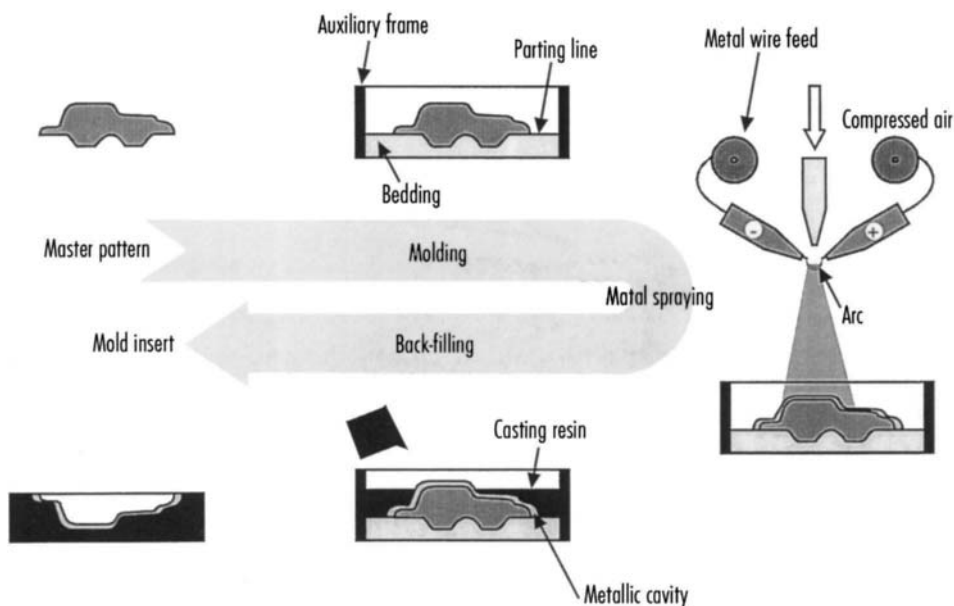 Auxiliary frame
Parting line
Metal wire feed
Compressed air
Bedding
-
+
Master pattern
Molding
Matal spraying
Arc
Mold insert
Back-filling
Casting resin
Metallic cavity